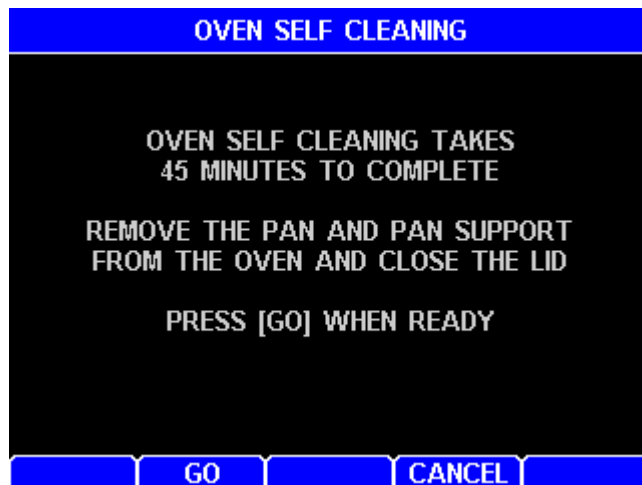 OVEN SELF CLEANING
OVEN SELF CLEANING TAKES
45 MINUTES TO COMPLETE
REMOVE THE PAN AND PAN SUPPORT
FROM THE OVEN AND CLOSE THE LID
PRESS [GO] WHEN READY
GO CANCEL